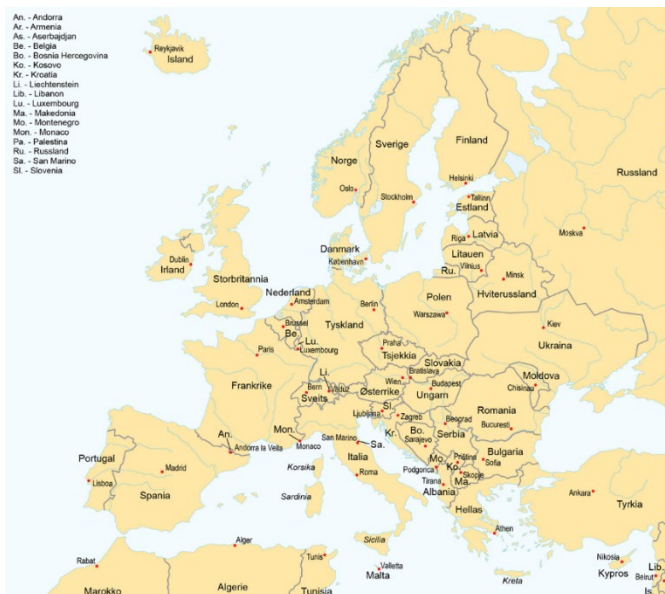 An. - Andorra
Ar. - Armenia
As. - Aserbajdjan
Be. - Belgia
Bo. - Bosnia Hercegovina
Ko. - Kosovo
Kr. - Kroatia
Li. - Liechtenstein
Lib. - Libanon
Lu. - Luxembourg
Ma. - Makedonia
Mo. - Montenegro
Mon. - Monaco
Pa. - Palestina
Ru. - Russland
Sa. - San Marino
Sl. - Slovenia
Reykjavik
Island
Norge
Oslo
Sverige
Stockholm
Finland
Helsinki
Tallinn
Estland
Russland
Moskva
Riga
Latvia
Litauen
Vilnius
Ru.
Minsk
Hviterussland
Danmark
København
Dublin
Irland
Storbritannia
London
Nederland
Amsterdam
Berlin
Tyskland
Polen
Warszawa
Kiev
Ukraina
Brüssel
Be.
Lu.
Luxembourg
Paris
Frankrike
Praha
Tsjekkia
Slovakia
Bratislava
Wien
Østerrike
Budapest
Ungarn
Moldova
Chisinau
Li.
Vaduz
Bern
Sveits
Sl.
Ljubljana
Zagreb
Kr.
Romania
Bucuresti
Beograd
Serbia
Bo.
Sarajevo
An.
Andorra la Vella
Mon.
Monaco
San Marino
Sa.
Italia
Roma
Korsika
Sardinia
Sicilia
Portugal
Lisboa
Madrid
Spania
Mo.
Podgorica
Priština
Ko.
Skopje
Ma.
Sofia
Bulgaria
Tirana
Albania
Hellas
Athen
Kreta
Ankara
Tyrkia
Nikosia
Kypros
Lib.
Beirut
Is.
Rabat
Marokko
Alger
Algerie
Tunis
Tunisia
Valletta
Malta